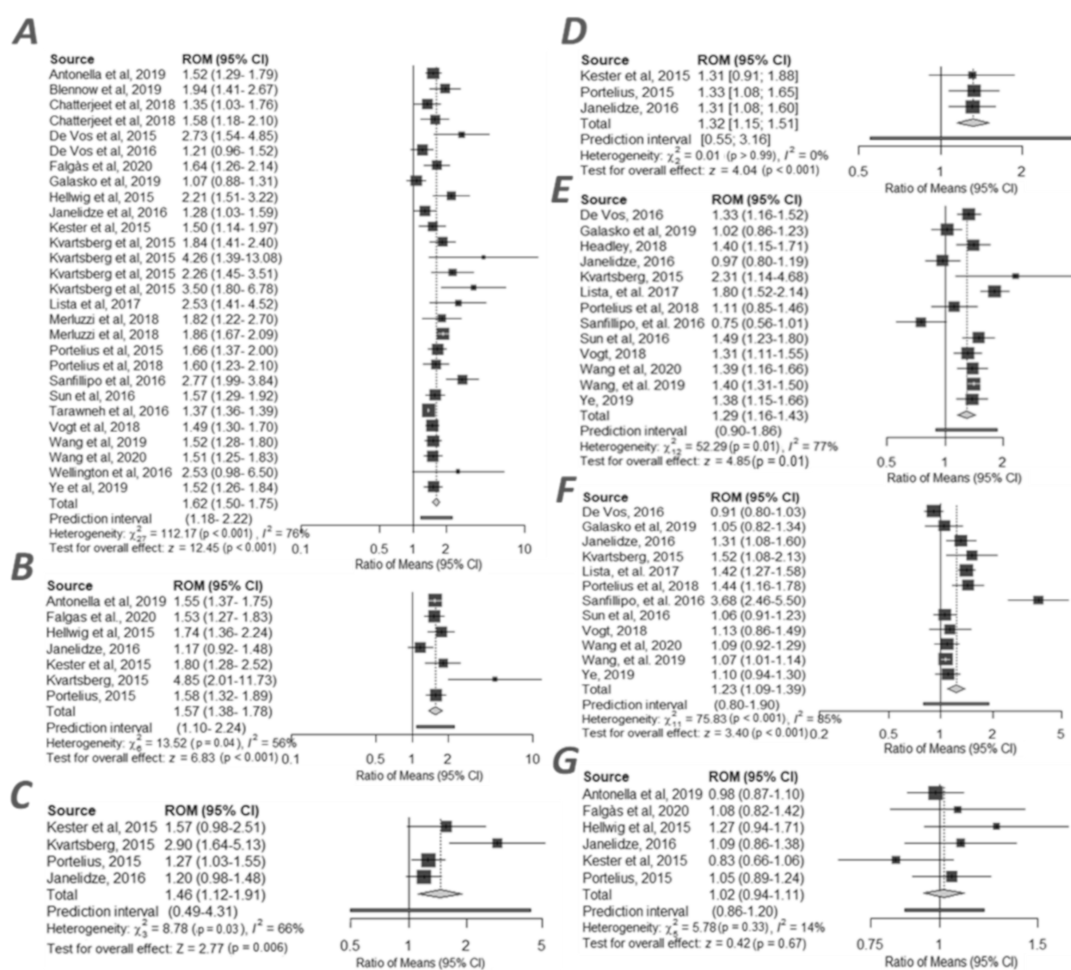 A
Source ROM (95% CI)
Antonella et al, 2019 1.52 (1.29- 1.79)
Blennow et al, 2019 1.94 (1.41 - 2.67)
Chatterjeet et al, 2018 1.35 (1.03 - 1.76)
Chatterjeet et al, 2018 1.58 (1.18 - 2.10)
De Vos et al, 2015 2.73 (1.54 - 4.85)
De Vos et al, 2016 1.21 (0.96 - 1.52)
Falgàs et al, 2020 1.64 (1.26 - 2.14)
Galasko et al, 2019 1.07 (0.88 - 1.31)
Hellwig et al, 2015 2.21 (1.51 - 3.22)
Janelidze et al, 2016 1.28 (1.03 - 1.59)
Kester et al, 2015 1.50 (1.14 - 1.97)
Kvartsberg et al, 2015 1.84 (1.41 - 2.40)
Kvartsberg et al, 2015 4.26 (1.39 -13.08)
Kvartsberg et al, 2015 2.26 (1.45 - 3.51)
Kvartsberg et al, 2015 3.50 (1.80 - 6.78)
Lista et al, 2017 2.53 (1.41 - 4.52)
Merluzzi et al, 2018 1.82 (1.22 - 2.70)
Merluzzi et al, 2018 1.86 (1.67 - 2.09)
Portelius et al, 2015 1.66 (1.37 - 2.00)
Portelius et al, 2018 1.60 (1.23 - 2.10)
Sanfillipo et al, 2016 2.77 (1.99 - 3.84)
Sun et al, 2016 1.57 (1.29 - 1.92)
Tarawneh et al, 2016 1.37 (1.36 - 1.39)
Vogt et al, 2018 1.49 (1.30 - 1.70)
Wang et al, 2019 1.52 (1.28 - 1.80)
Wang et al, 2020 1.51 (1.25 - 1.83)
Wellington et al, 2016 2.53 (0.98 - 6.50)
Ye et al, 2019 1.52 (1.26 - 1.84)
Total 1.62 (1.50 - 1.75)
Prediction interval (1.18- 2.22)
Heterogeneity: χ²27 = 112.17 (p < 0.001), I² = 76%
Test for overall effect: z = 12.45 (p < 0.001)
0.1 0.5 1 2 10
Ratio of Means (95% CI)
B
Source ROM (95% CI)
Antonella et al, 2019 1.55 (1.37- 1.75)
Falgas et al., 2020 1.53 (1.27 - 1.83)
Hellwig et al, 2015 1.74 (1.36 - 2.24)
Janelidze, 2016 1.17 (0.92 - 1.48)
Kester et al, 2015 1.80 (1.28 - 2.52)
Kvartsberg, 2015 4.85 (2.01-11.73)
Portelius, 2015 1.58 (1.32 - 1.89)
Total 1.57 (1.38 - 1.78)
Prediction interval (1.10- 2.24)
Heterogeneity: χ²6 = 13.52 (p = 0.04), I² = 56%
Test for overall effect: z = 6.83 (p < 0.001)
0.1 0.5 1 2 10
Ratio of Means (95% CI)
C
Source ROM (95% CI)
Kester et al, 2015 1.57 (0.98-2.51)
Kvartsberg, 2015 2.90 (1.64-5.13)
Portelius, 2015 1.27 (1.03-1.55)
Janelidze, 2016 1.20 (0.98-1.48)
Total 1.46 (1.12-1.91)
Prediction interval (0.49-4.31)
Heterogeneity: χ²3 = 8.78 (p = 0.03), I² = 66%
Test for overall effect: Z = 2.77 (p = 0.006)
0.5 1 2 5
Ratio of Means (95% CI)
D
Source ROM (95% CI)
Kester et al, 2015 1.31 [0.91; 1.88]
Portelius, 2015 1.33 [1.08; 1.65]
Janelidze, 2016 1.31 [1.08; 1.60]
Total 1.32 [1.15; 1.51]
Prediction interval [0.55; 3.16]
Heterogeneity: χ²2 = 0.01 (p > 0.99), I² = 0%
Test for overall effect: z = 4.04 (p < 0.001)
1 2
Ratio of Means (95% CI)
E
Source ROM (95% CI)
De Vos, 2016 1.33 (1.16-1.52)
Galasko et al, 2019 1.02 (0.86-1.23)
Headley, 2018 1.40 (1.15-1.71)
Janelidze, 2016 0.97 (0.80-1.19)
Kvartsberg, 2015 2.31 (1.14-4.68)
Lista, et al. 2017 1.80 (1.52-2.14)
Portelius et al, 2018 1.11 (0.85-1.46)
Sanfillipo, et al. 2016 0.75 (0.56-1.01)
Sun et al, 2016 1.49 (1.23-1.80)
Vogt, 2018 1.31 (1.11-1.55)
Wang et al, 2020 1.39 (1.16-1.66)
Wang, et al. 2019 1.40 (1.31-1.50)
Ye, 2019 1.38 (1.15-1.66)
Total 1.29 (1.16-1.43)
Prediction interval (0.90-1.86)
Heterogeneity: χ²12 = 52.29 (p = 0.01), I² = 77%
Test for overall effect: z = 4.85 (p = 0.01)
0.5 1 2
Ratio of Means (95% CI)
F
Source ROM (95% CI)
De Vos, 2016 0.91 (0.80-1.03)
Galasko et al, 2019 1.05 (0.82-1.34)
Janelidze, 2016 1.31 (1.08-1.60)
Kvartsberg, 2015 1.52 (1.08-2.13)
Lista, et al. 2017 1.42 (1.27-1.58)
Portelius et al, 2018 1.44 (1.16-1.78)
Sanfillipo, et al. 2016 3.68 (2.46-5.50)
Sun et al, 2016 1.06 (0.91-1.23)
Vogt, 2018 1.13 (0.86-1.49)
Wang et al, 2020 1.09 (0.92-1.29)
Wang, et al. 2019 1.07 (1.01-1.14)
Ye, 2019 1.10 (0.94-1.30)
Total 1.23 (1.09-1.39)
Prediction interval (0.80-1.90)
Heterogeneity: χ²11 = 75.83 (p < 0.001), I² = 85%
Test for overall effect: z = 3.40 (p < 0.001)
0.2 1 5
Ratio of Means (95% CI)
G
Source ROM (95% CI)
Antonella et al, 2019 0.98 (0.87-1.10)
Falgàs et al, 2020 1.08 (0.82-1.42)
Hellwig et al, 2015 1.27 (0.94-1.71)
Janelidze, 2016 1.09 (0.86-1.38)
Kester et al, 2015 0.83 (0.66-1.06)
Portelius, 2015 1.05 (0.89-1.24)
Total 1.02 (0.94-1.11)
Prediction interval (0.86-1.20)
Heterogeneity: χ²5 = 5.78 (p = 0.33), I² = 14%
Test for overall effect: z = 0.42 (p = 0.67)
0.75 1 1.5
Ratio of Means (95% CI)